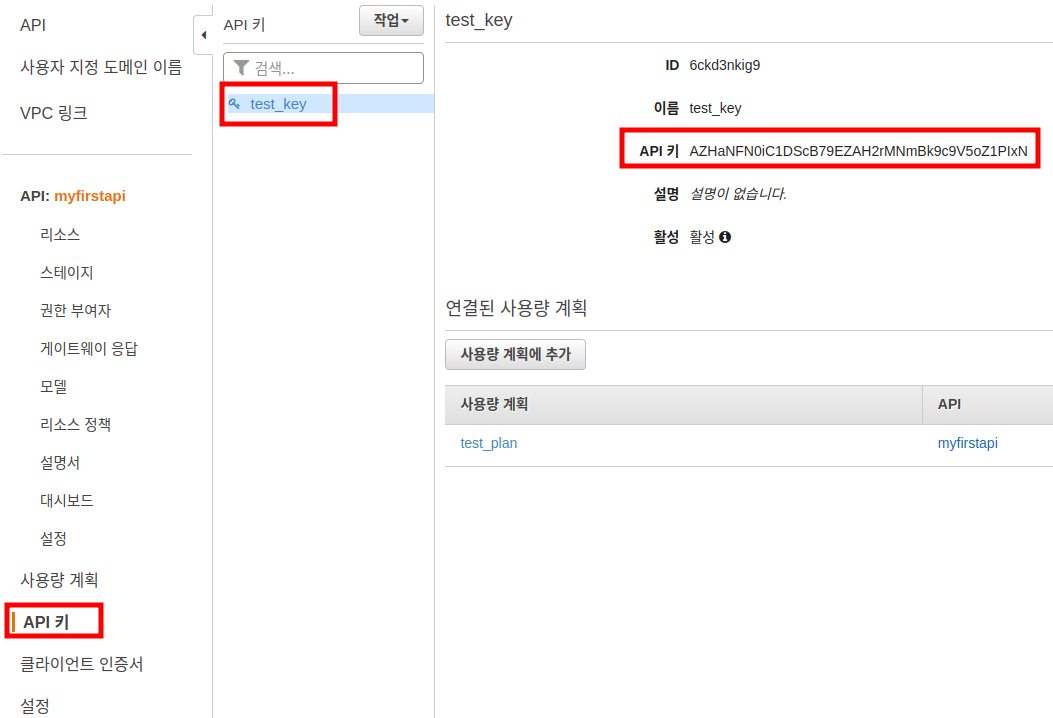 API
사용자 지정 도메인 이름
VPC 링크
API: myfirstapi
리소스
스테이지
권한 부여자
게이트웨이 응답
모델
리소스 정책
설명서
대시보드
설정
사용량 계획
API 키
클라이언트 인증서
설정
API 키
작업
검색...
test_key
test_key
ID 6ckd3nkig9
이름 test_key
API 키 AZHaNFN0iC1DScB79EZAH2rMNmBk9c9V5oZ1PIxN
설명 설명이 없습니다.
활성 활성
연결된 사용량 계획
사용량 계획에 추가
사용량 계획 API
test_plan myfirstapi